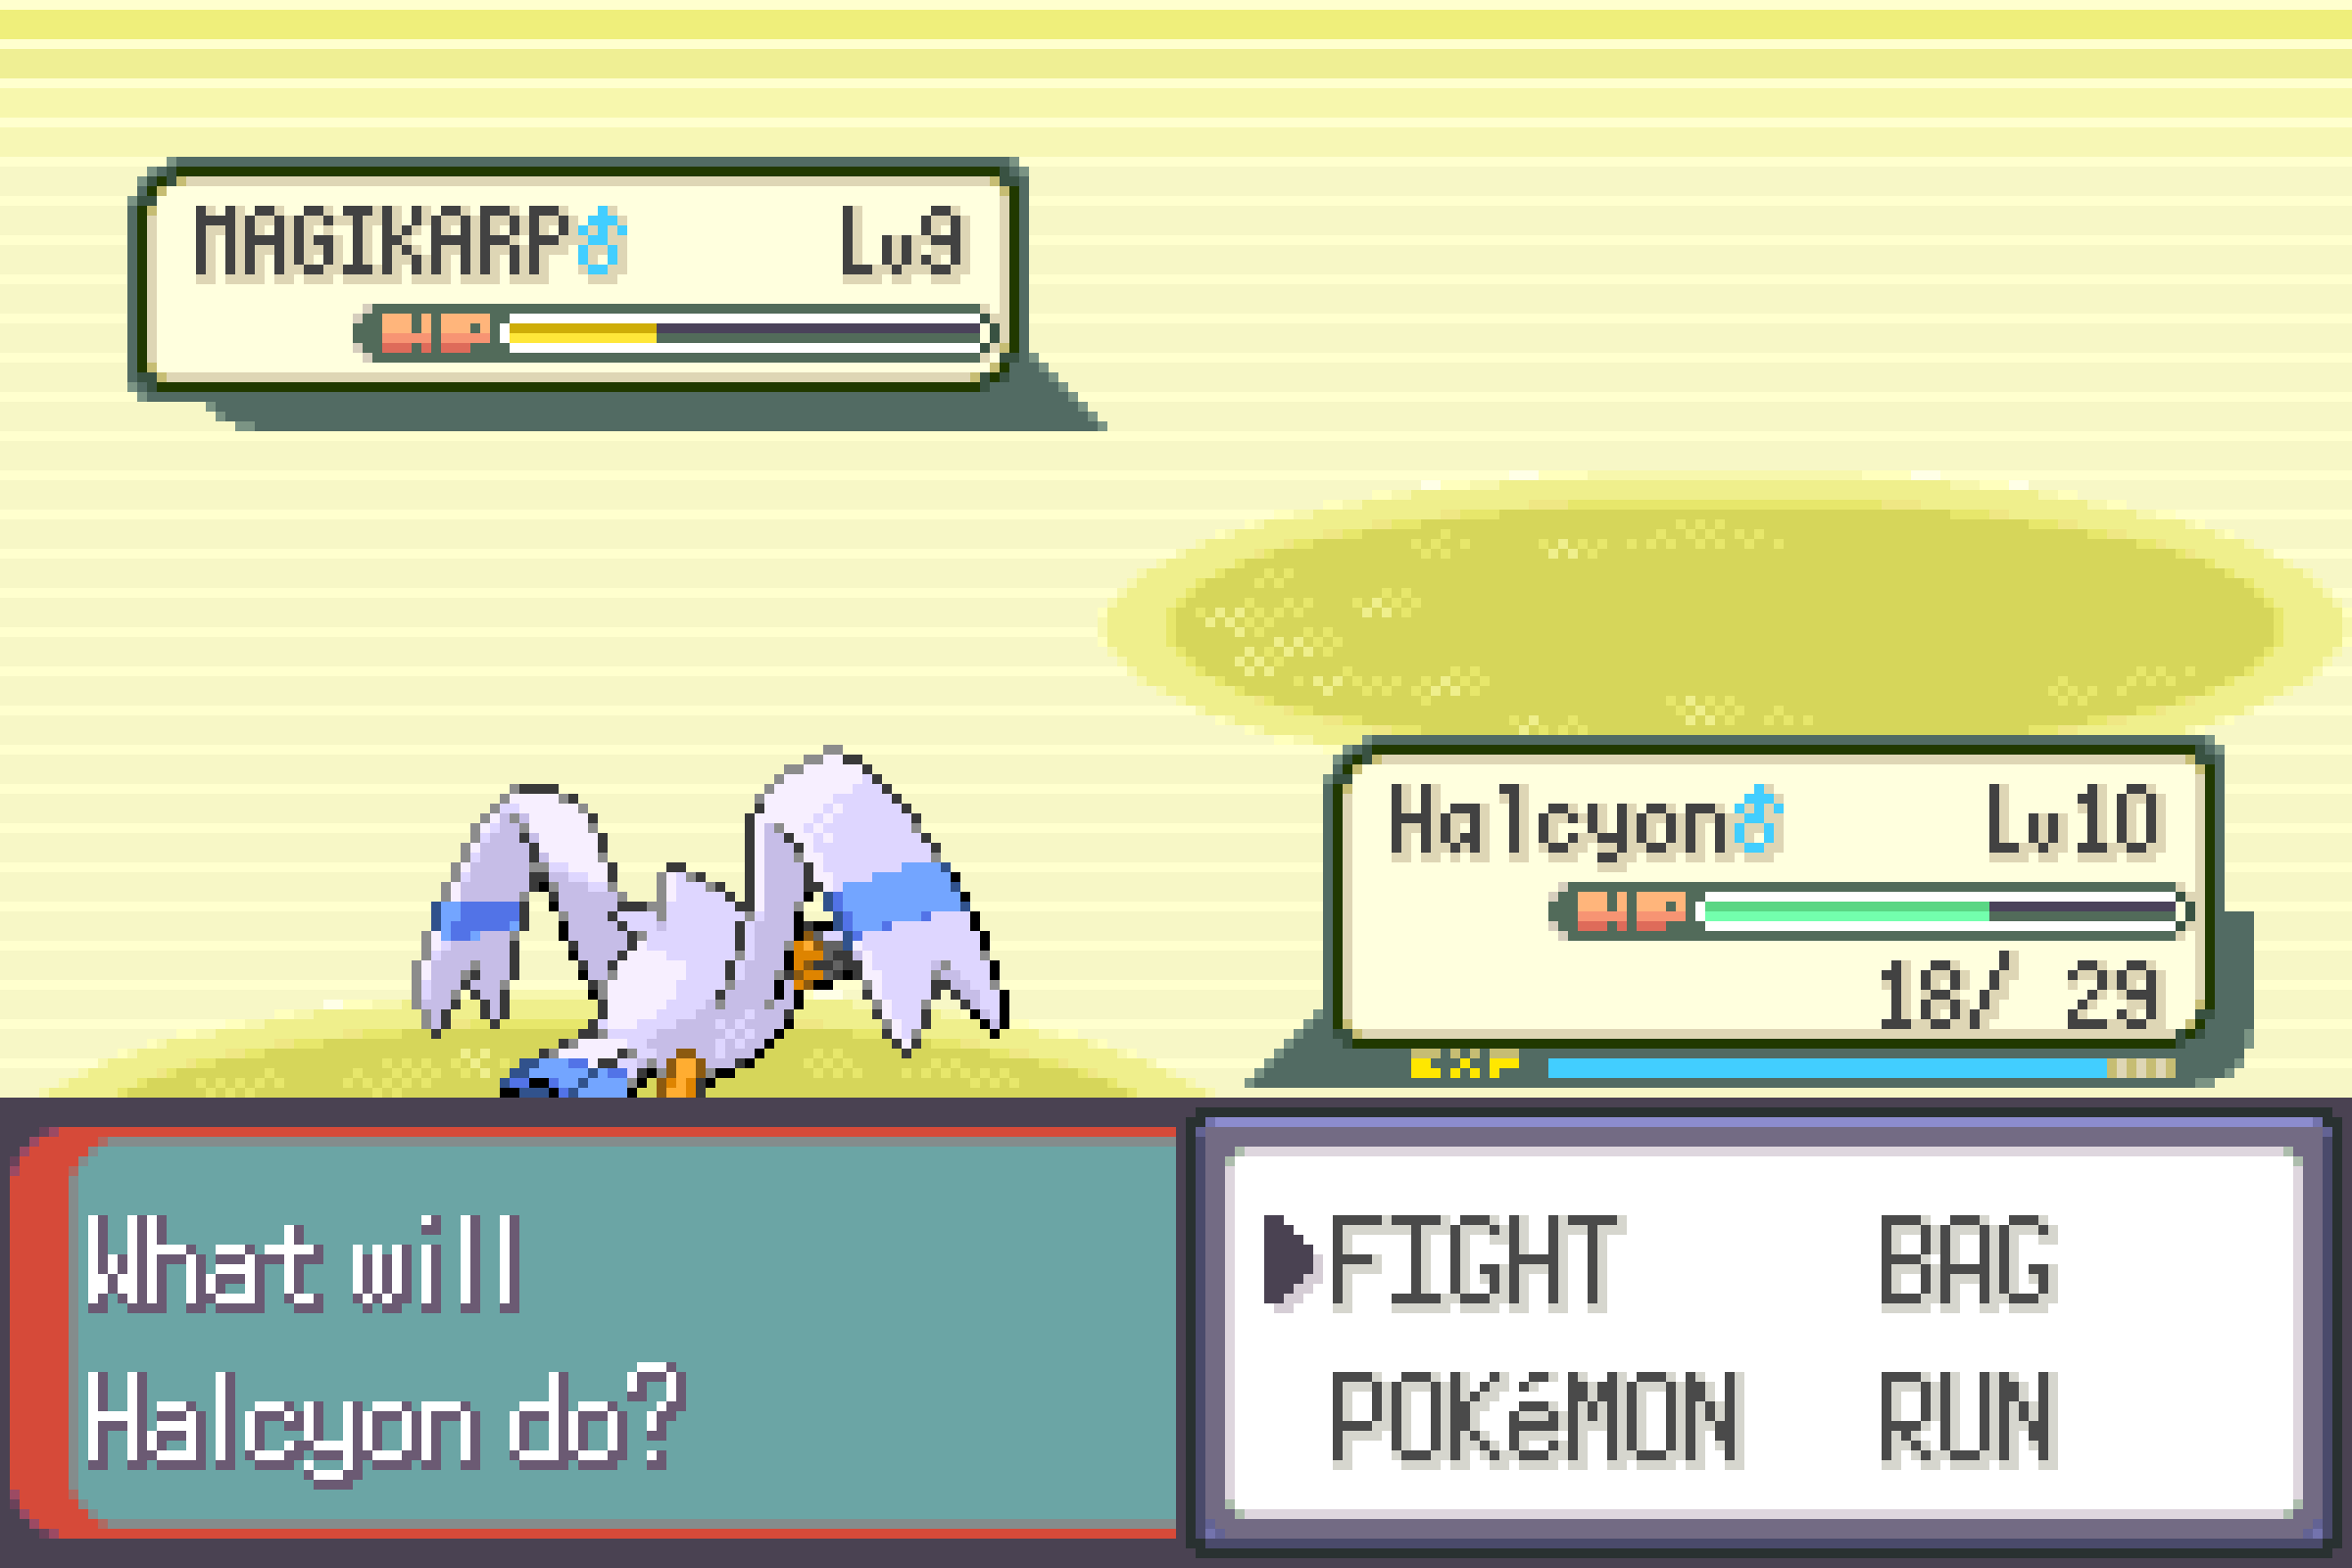 MAGIKARP♂ Lv9
HP
Halcyon♂ Lv10
HP
18/ 29
EXP
What will
Halcyon do?
FIGHT BAG
POKéMON RUN